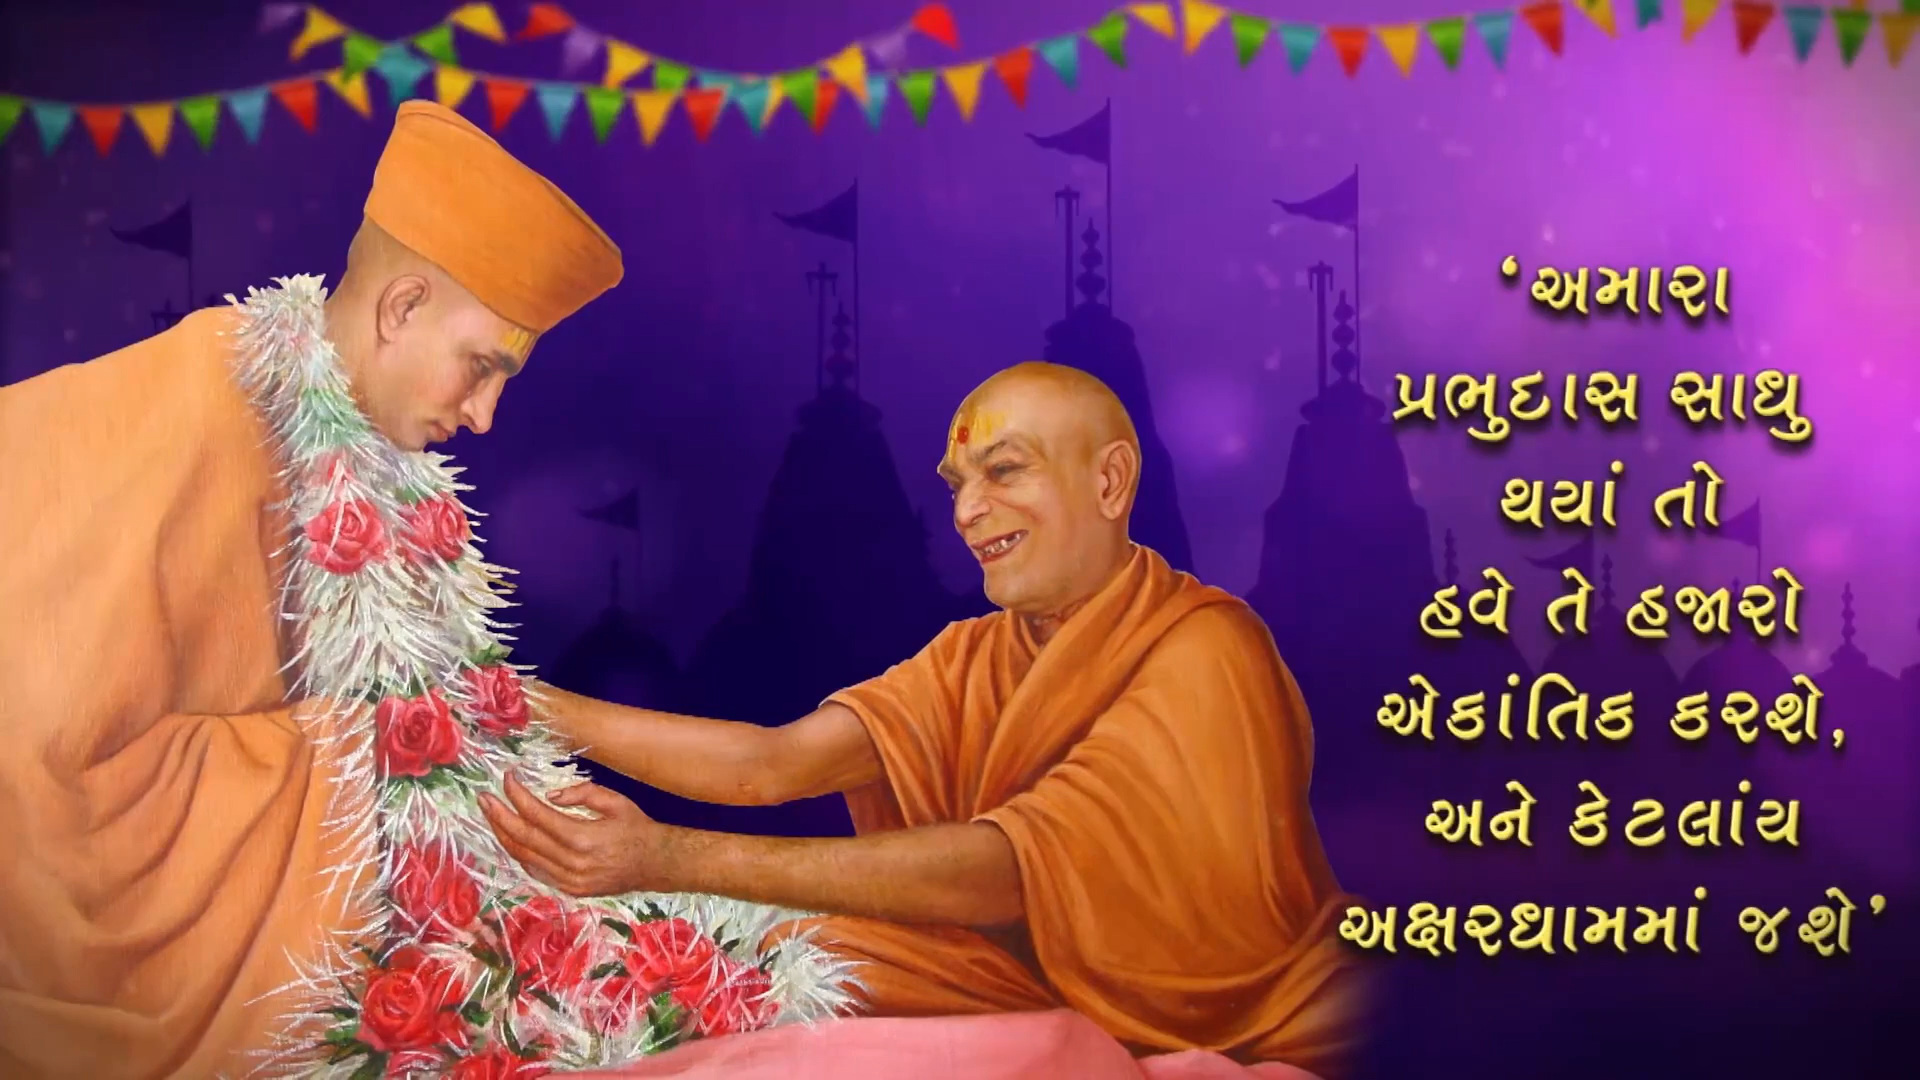 ‘અમારા
પ્રભુદાસ સાધુ
થયાં તો
હવે તે હજારો
એકાંતિક કરશે,
અને કેટલાંય
અક્ષરધામમાં જશે’